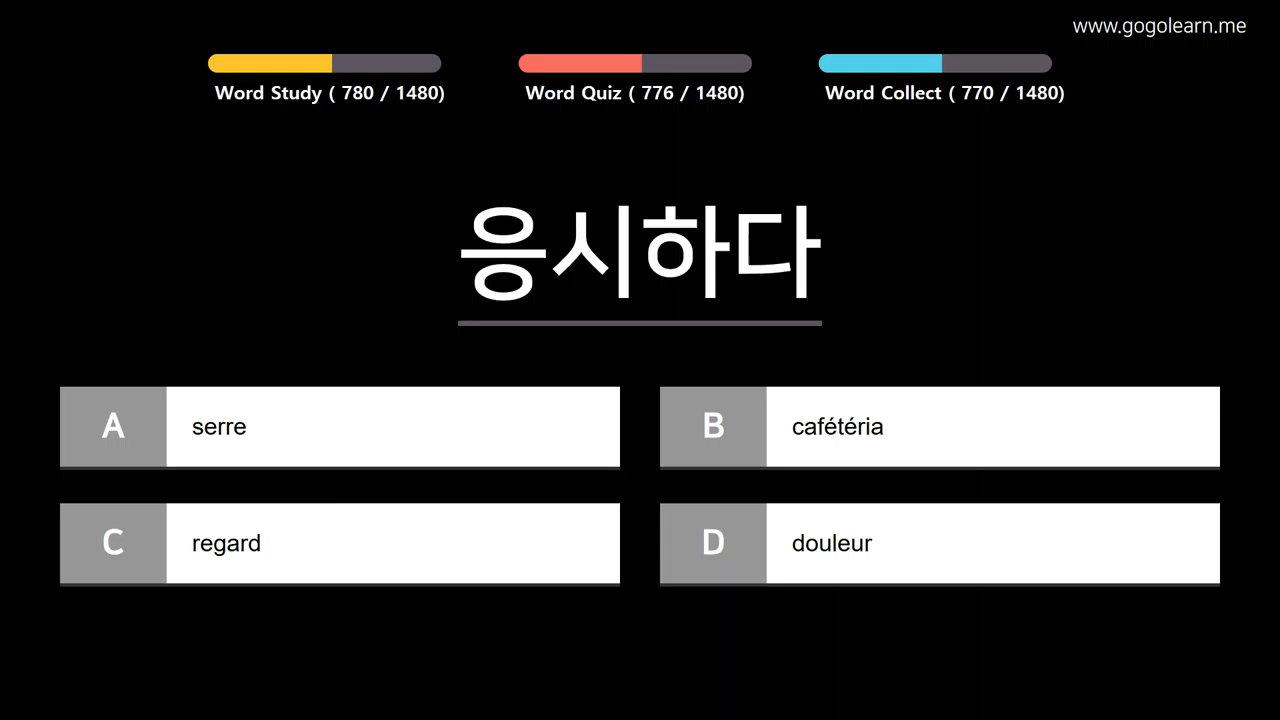 www.gogolearn.me
Word Study ( 780 / 1480)
Word Quiz ( 776 / 1480)
Word Collect ( 770 / 1480)
응시하다
A serre
B cafétéria
C regard
D douleur